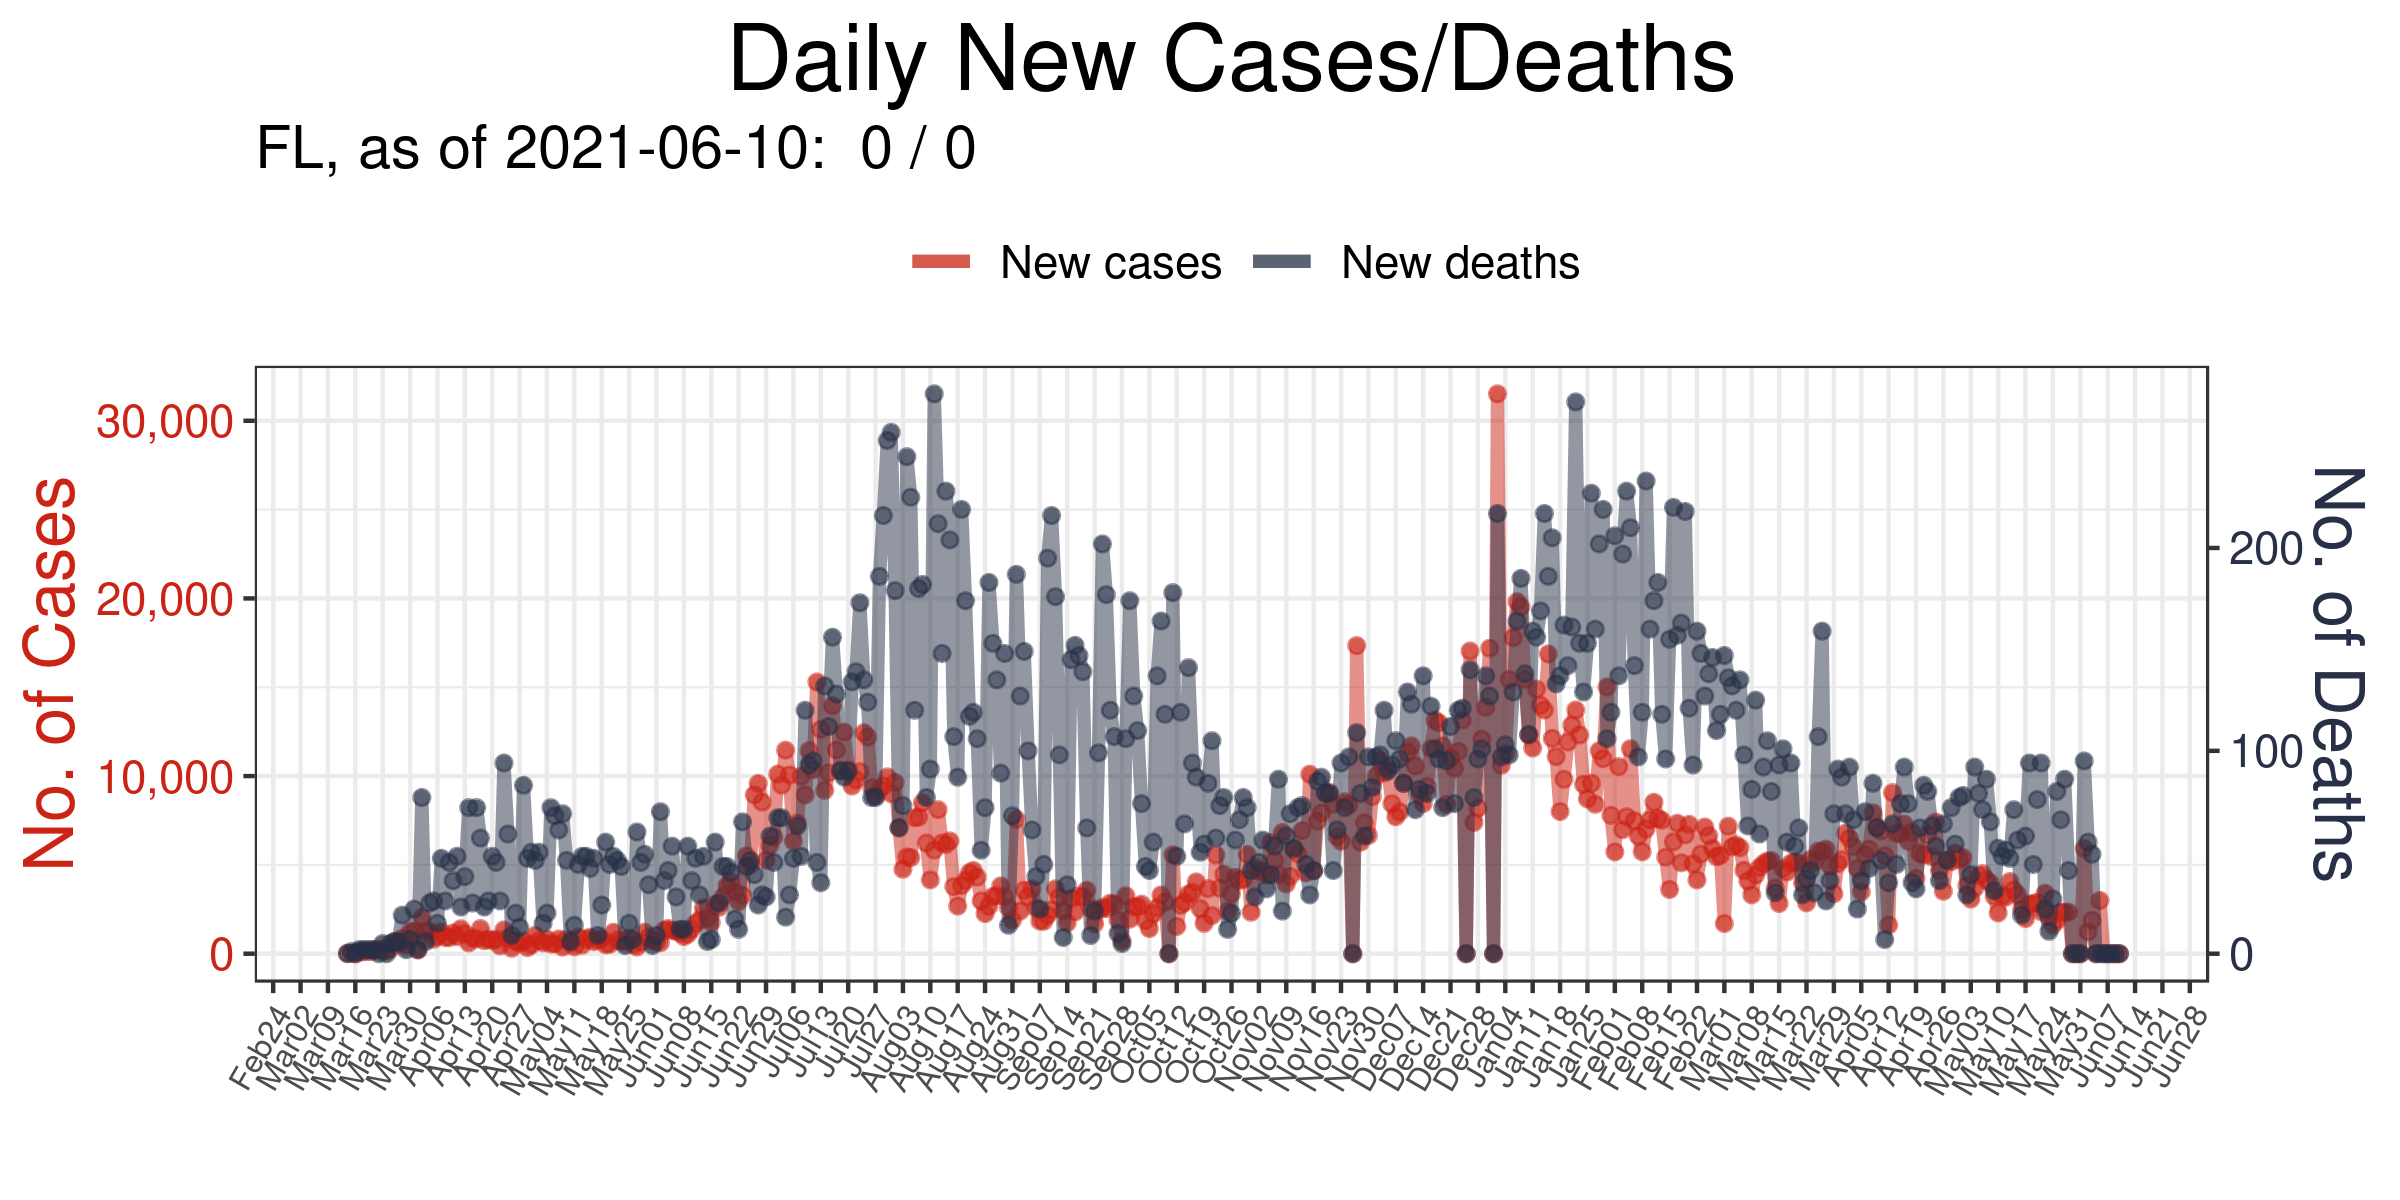 Daily New Cases/Deaths
FL, as of 2021-06-10:  0 / 0
New cases
New deaths
No. of Cases
30,000
20,000
10,000
0
No. of Deaths
200
100
0
Feb24
Mar02
Mar09
Mar16
Mar23
Mar30
Apr06
Apr13
Apr20
Apr27
May04
May11
May18
May25
Jun01
Jun08
Jun15
Jun22
Jun29
Jul06
Jul13
Jul20
Jul27
Aug03
Aug10
Aug17
Aug24
Aug31
Sep07
Sep14
Sep21
Sep28
Oct05
Oct12
Oct19
Oct26
Nov02
Nov09
Nov16
Nov23
Nov30
Dec07
Dec14
Dec21
Dec28
Jan04
Jan11
Jan18
Jan25
Feb01
Feb08
Feb15
Feb22
Mar01
Mar08
Mar15
Mar22
Mar29
Apr05
Apr12
Apr19
Apr26
May03
May10
May17
May24
May31
Jun07
Jun14
Jun21
Jun28